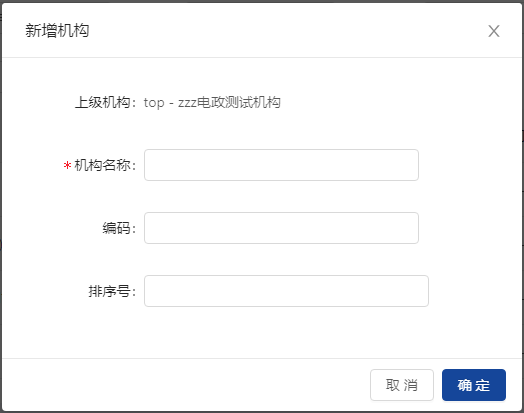 新增机构
上级机构：top - zzz电政测试机构
* 机构名称：
编码：
排序号：
取 消 确 定